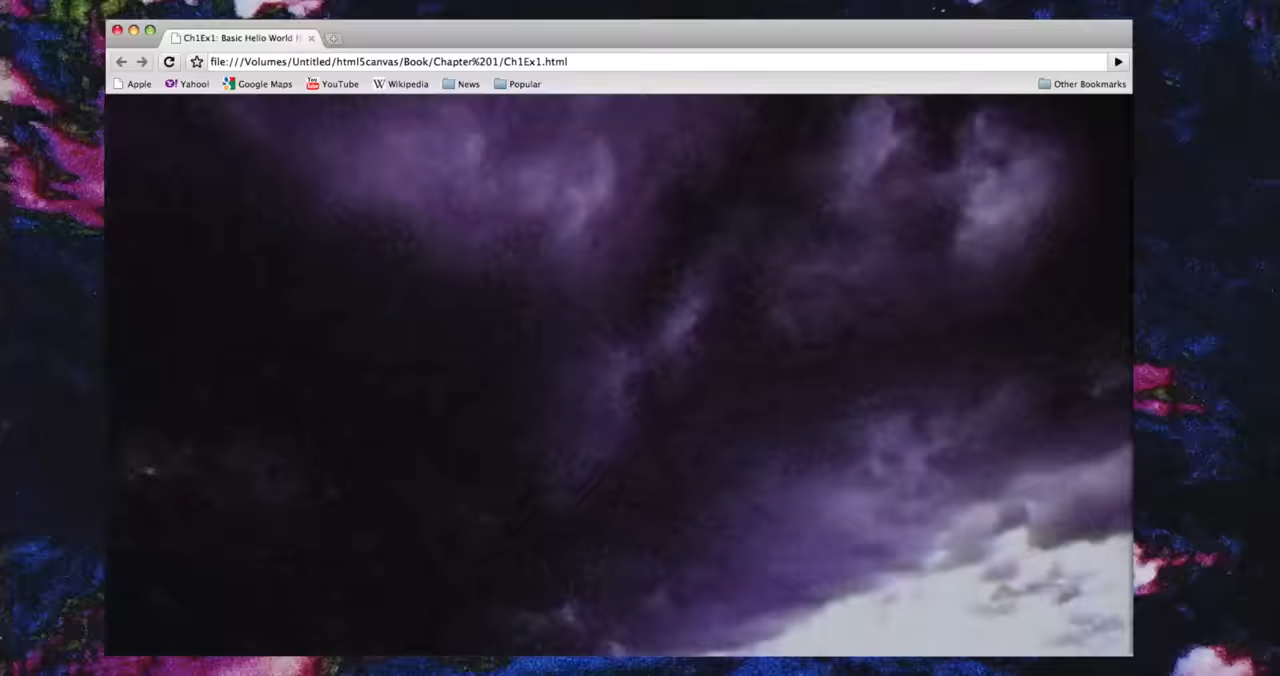 Ch1Ex1: Basic Hello World
file:///Volumes/Untitled/html5canvas/Book/Chapter%201/Ch1Ex1.html
Apple Yahoo! Google Maps YouTube Wikipedia News Popular Other Bookmarks